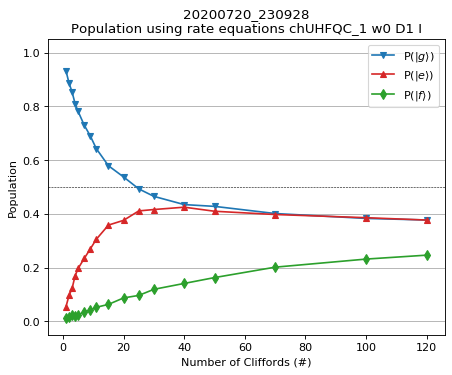 20200720_230928
Population using rate equations chUHFQC_1 w0 D1 I
P(|g⟩)
P(|e⟩)
P(|f⟩)
Population
1.0
0.8
0.6
0.4
0.2
0.0
0
20
40
60
80
100
120
Number of Cliffords (#)